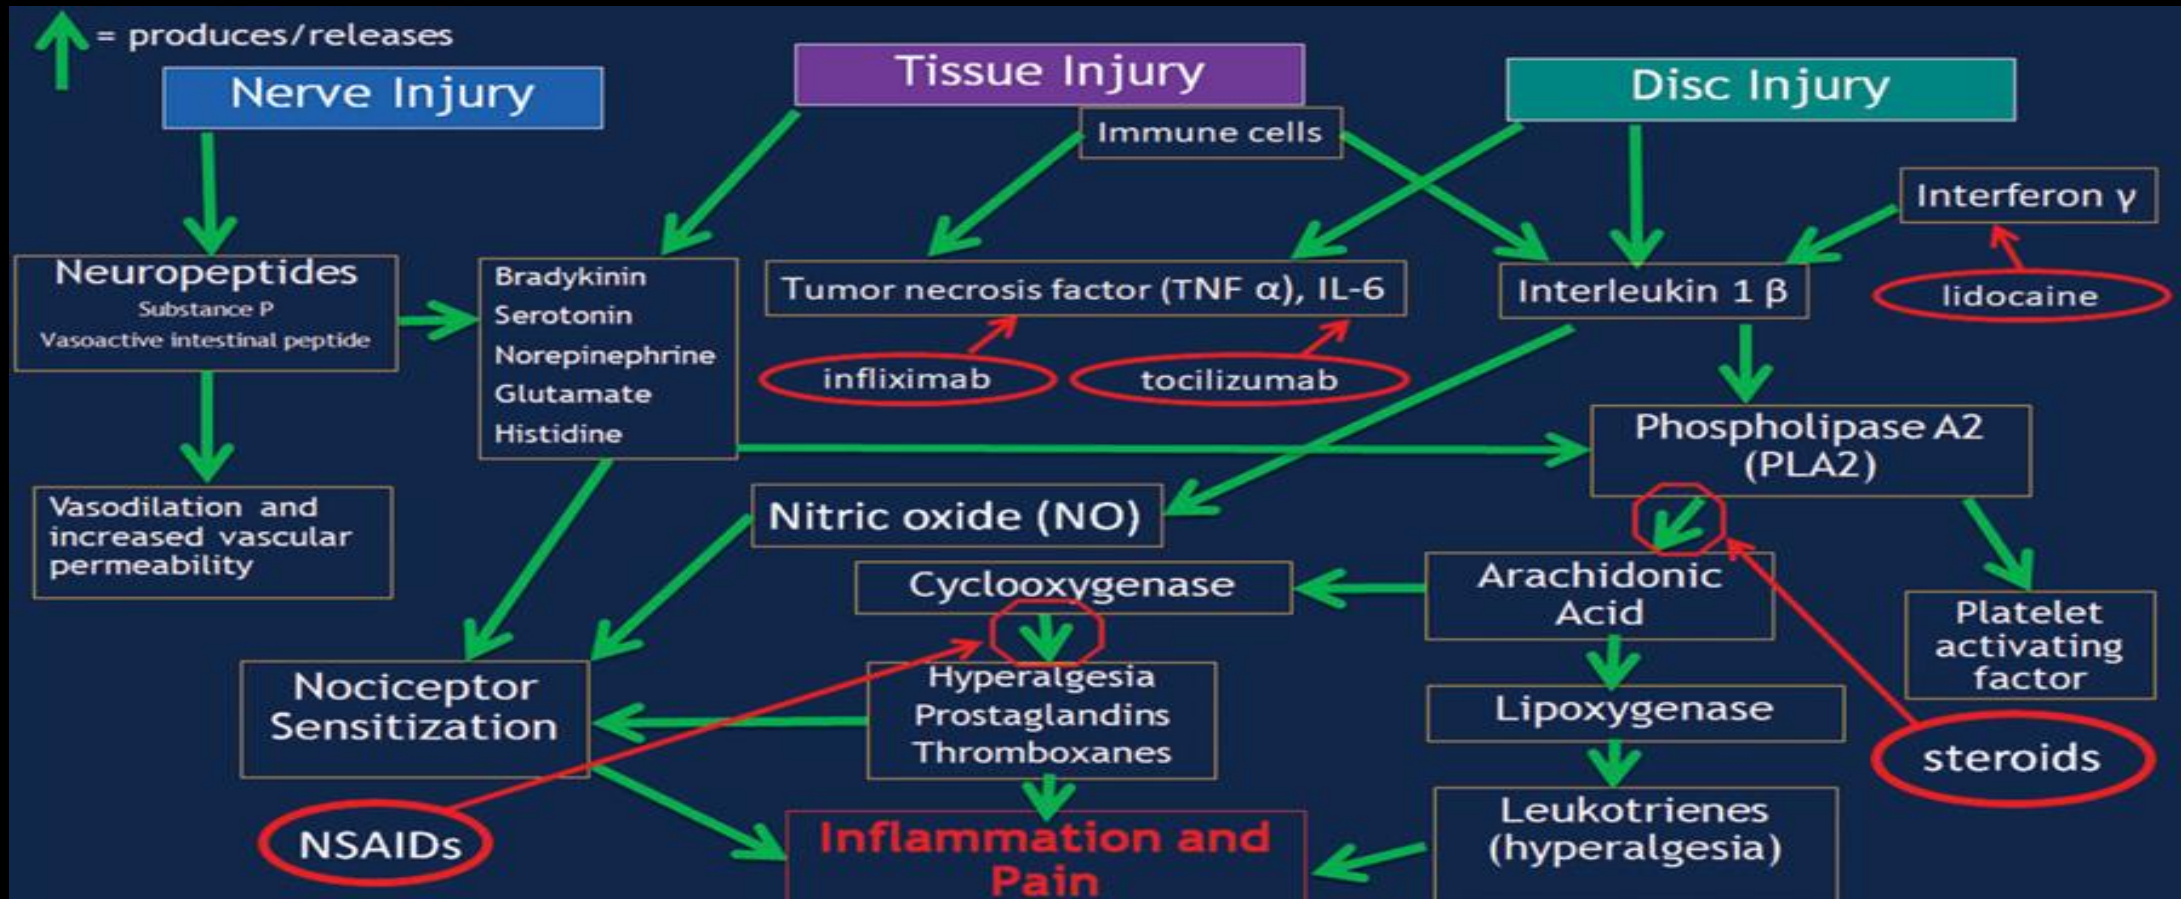 = produces/releases
Nerve Injury
Tissue Injury
Disc Injury
Immune cells
Interferon γ
lidocaine
Neuropeptides
Substance P
Vasoactive intestinal peptide
Bradykinin
Serotonin
Norepinephrine
Glutamate
Histidine
Tumor necrosis factor (TNF α), IL-6
Interleukin 1 β
infliximab
tocilizumab
Phospholipase A2
(PLA2)
Vasodilation and
increased vascular
permeability
Nitric oxide (NO)
Cyclooxygenase
Arachidonic
Acid
Platelet
activating
factor
Nociceptor
Sensitization
Hyperalgesia
Prostaglandins
Thromboxanes
Lipoxygenase
steroids
NSAIDs
Inflammation and
Pain
Leukotrienes
(hyperalgesia)